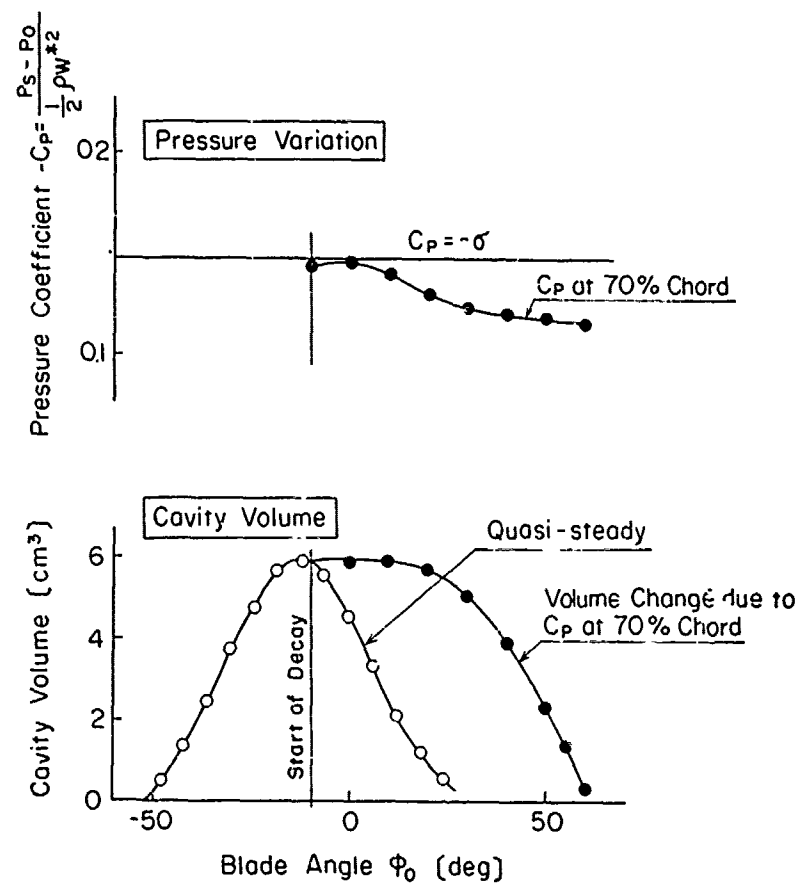 Pressure Coefficient -CP= Ps - Po / 1/2 ρW*2
Pressure Variation
0.2
CP = -σ
CP at 70% Chord
0.1
Cavity Volume
Cavity Volume (cm³)
Quasi-steady
6
Volume Change due to
CP at 70% Chord
4
Start of Decay
2
0
-50
0
50
Blade Angle Φ₀ (deg)